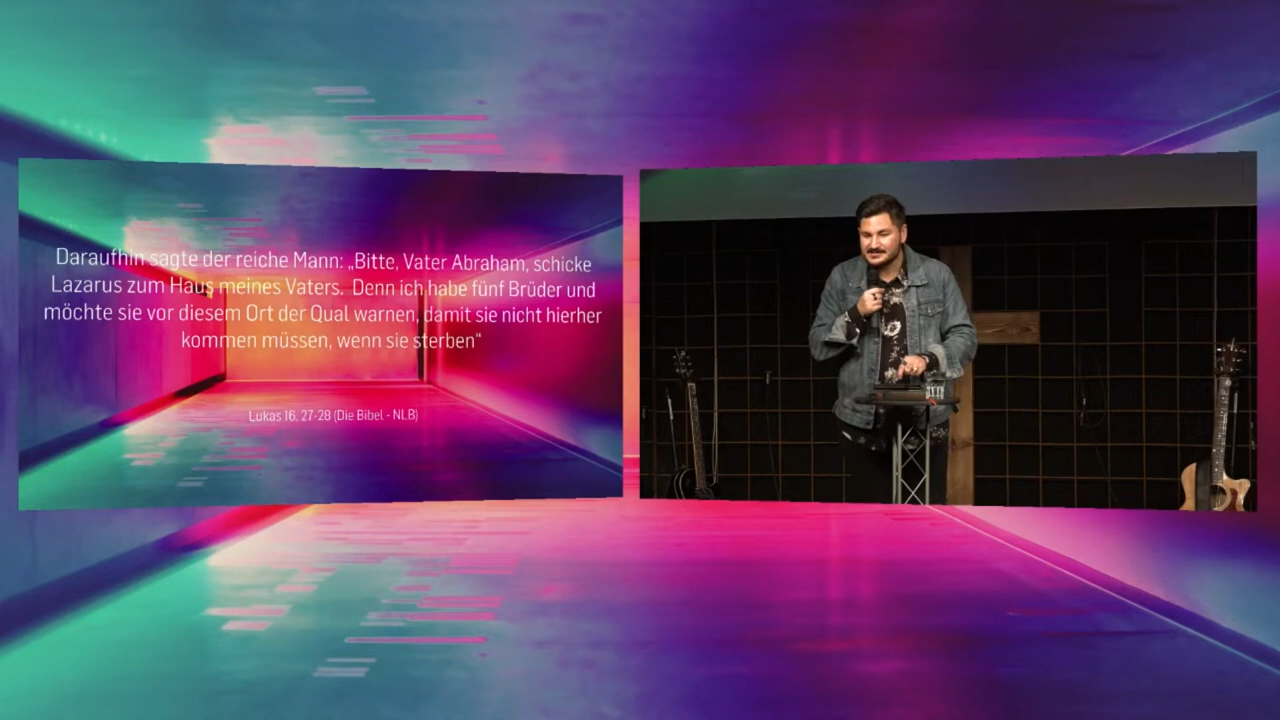 Daraufhin sagte der reiche Mann: „Bitte, Vater Abraham, schicke
Lazarus zum Haus meines Vaters. Denn ich habe fünf Brüder und
möchte sie vor diesem Ort der Qual warnen, damit sie nicht hierher
kommen müssen, wenn sie sterben“
Lukas 16, 27-28 (Die Bibel - NLB)